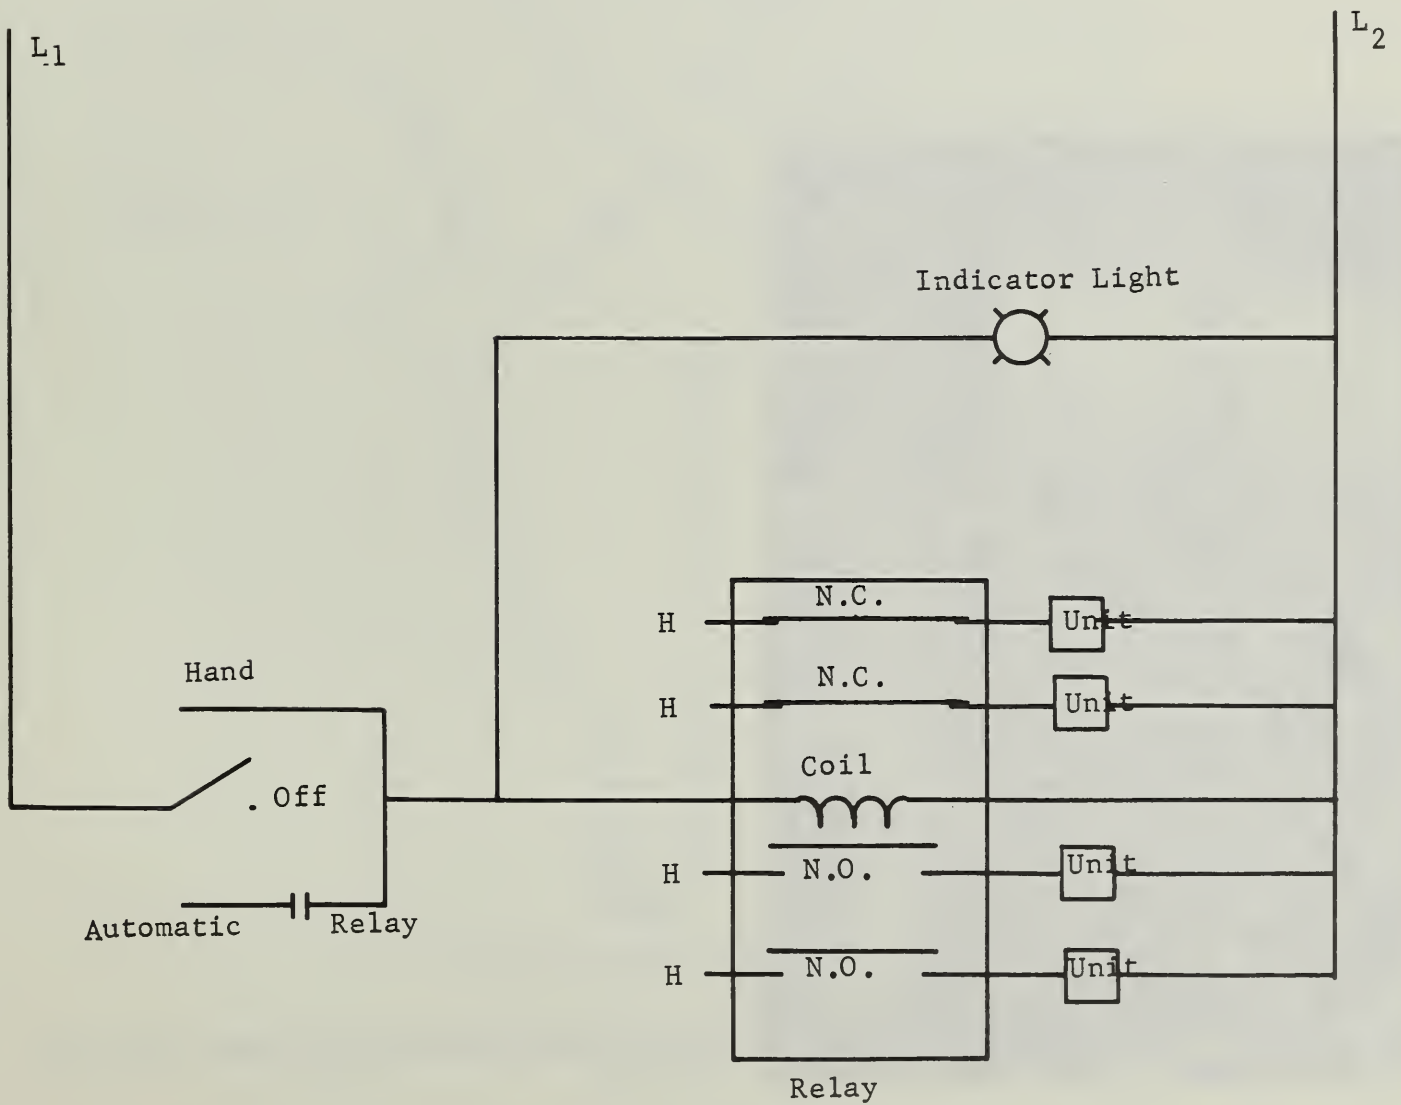 L1
L2
Indicator Light
N.C.
H
Unit
Hand
N.C.
H
Unit
Coil
. Off
N.O.
H
Unit
Automatic
Relay
N.O.
H
Unit
Relay